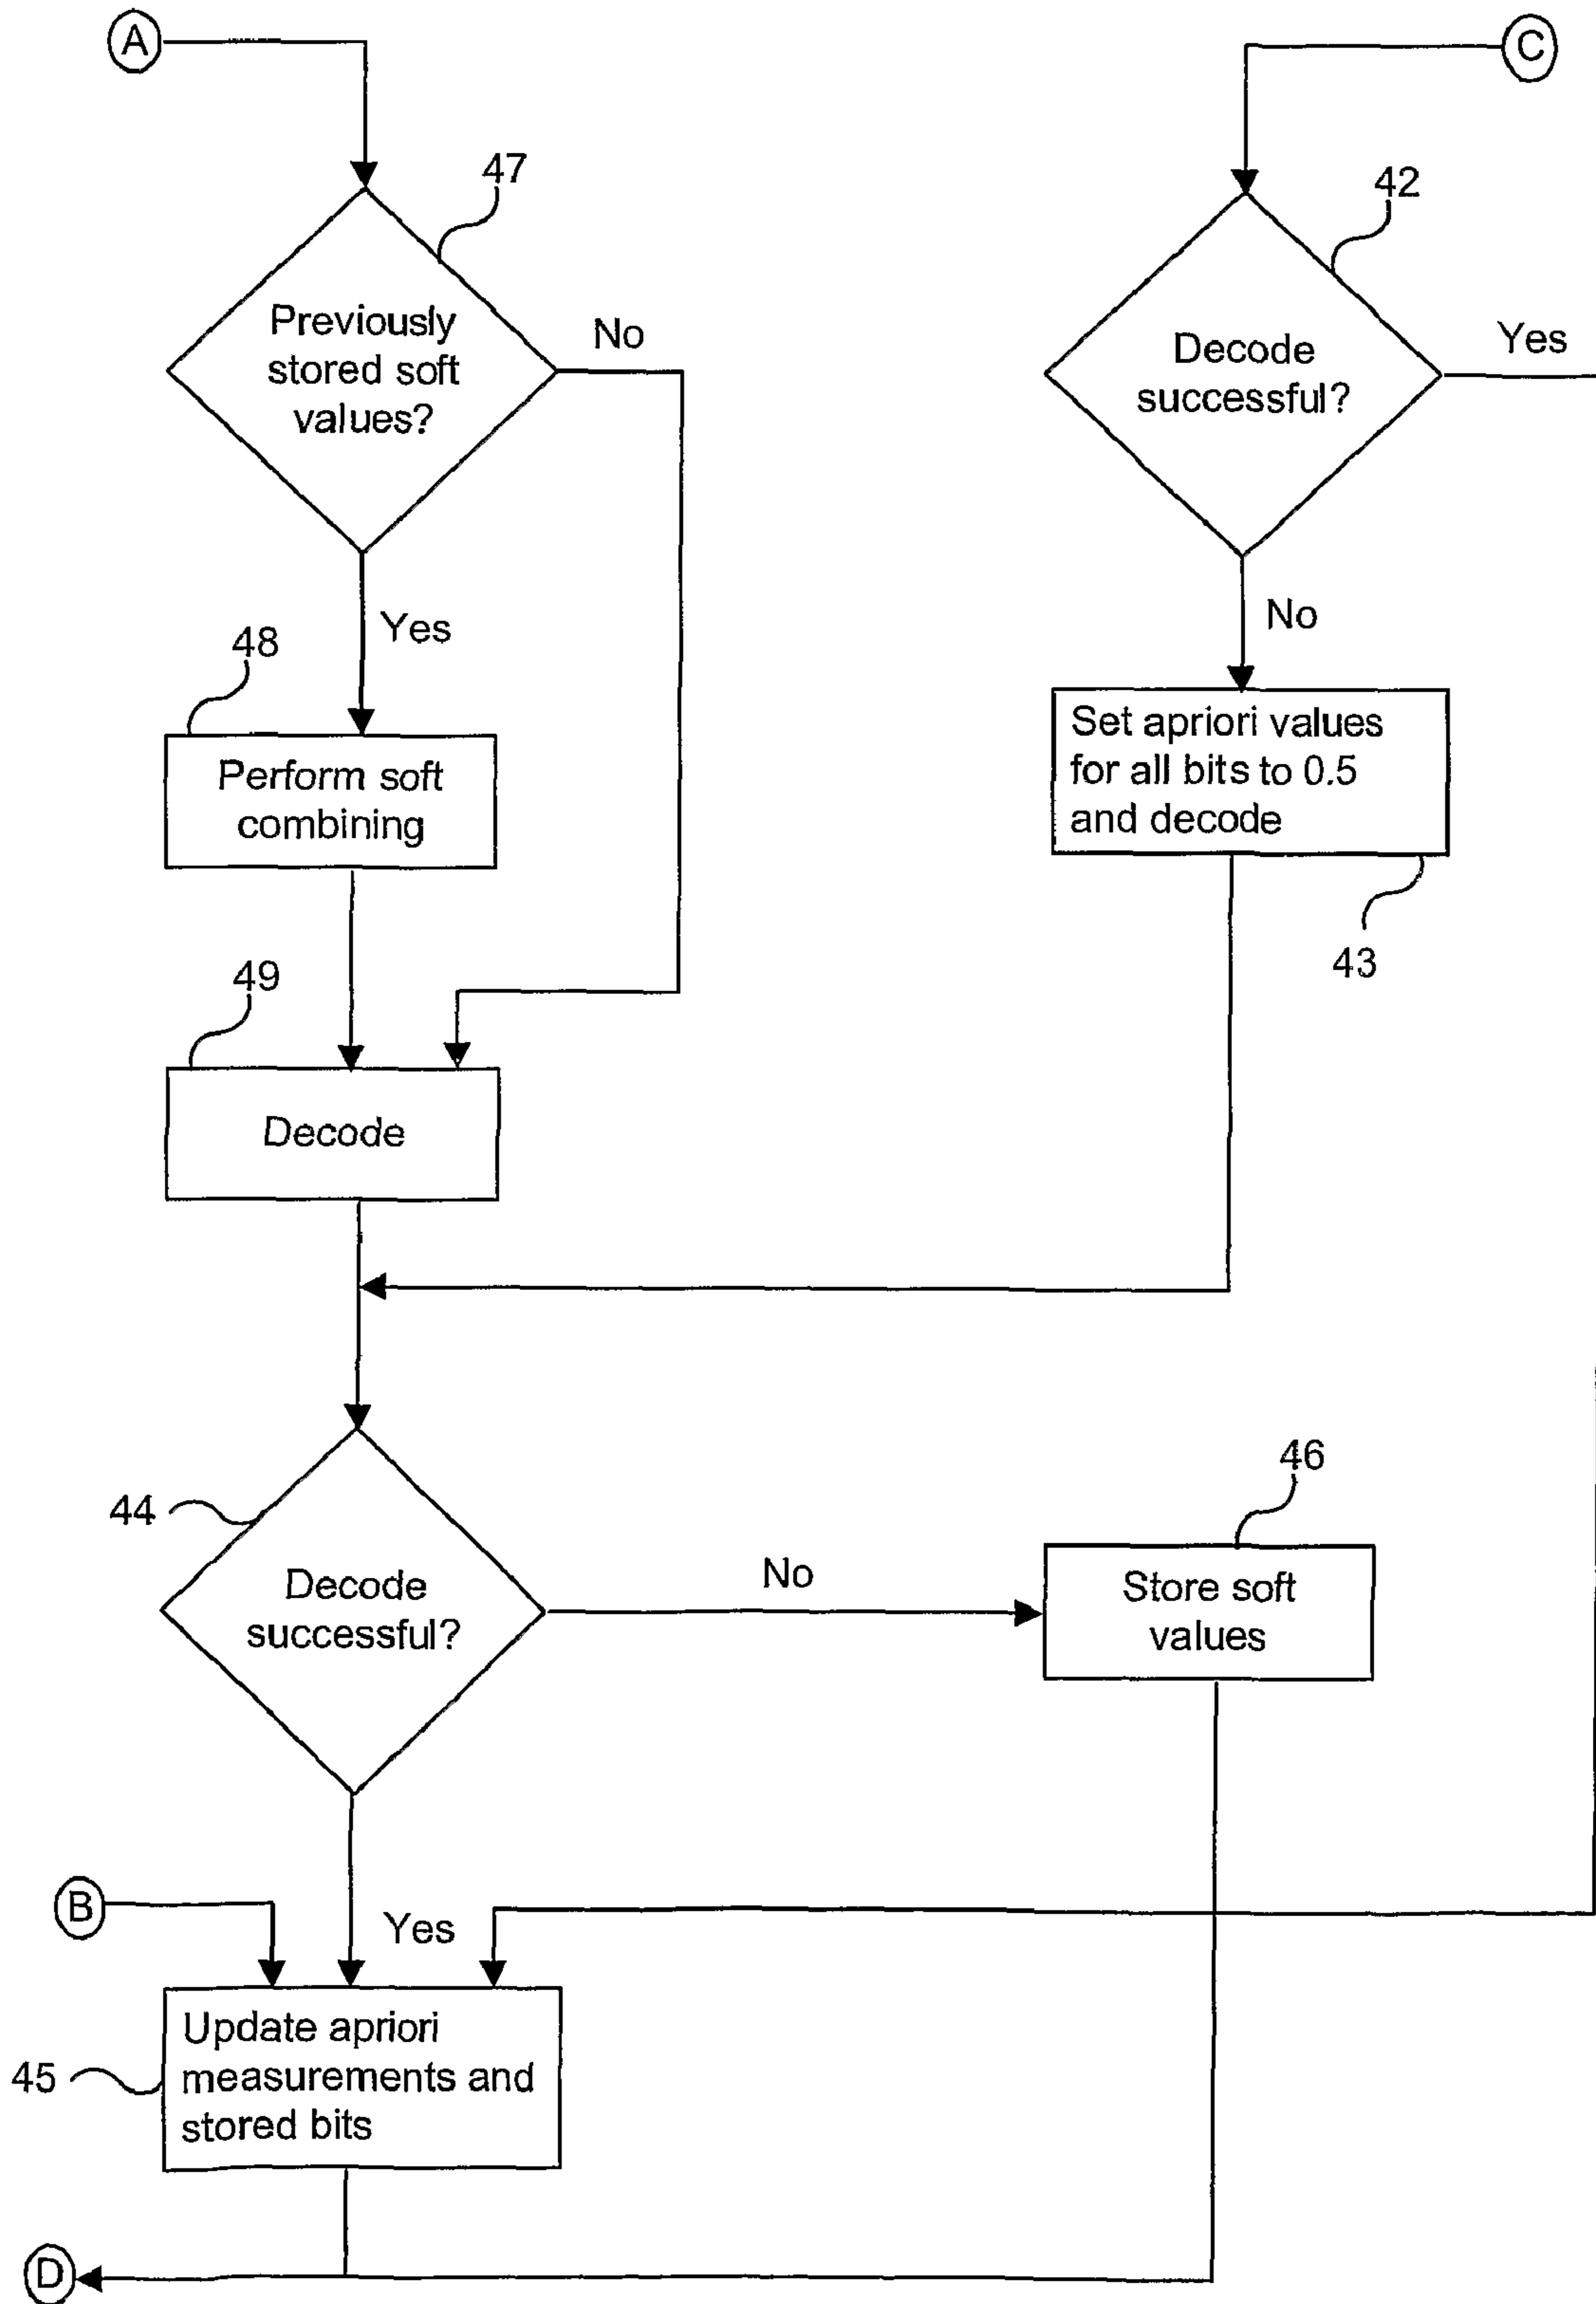 A
C
47
42
Previously
stored soft
values?
No
Decode
successful?
Yes
Yes
No
48
Perform soft
combining
Set apriori values
for all bits to 0.5
and decode
43
49
Decode
44
Decode
successful?
No
46
Store soft
values
B
Yes
45
Update apriori
measurements and
stored bits
D